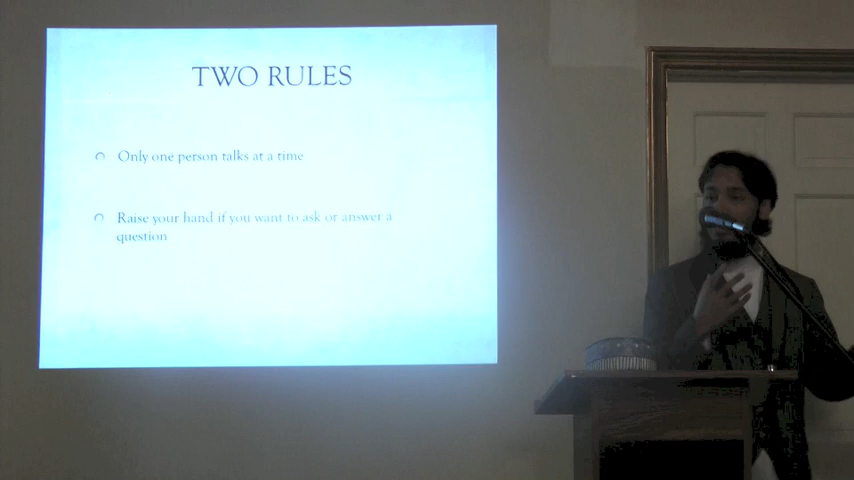 TWO RULES
Only one person talks at a time
Raise your hand if you want to ask or answer a
question